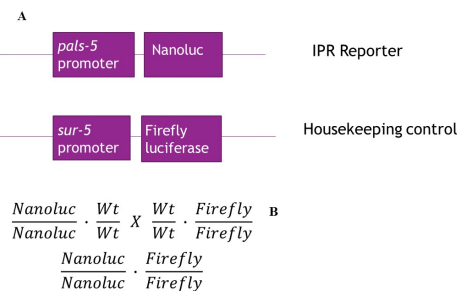 A
pals-5 promoter
Nanoluc
IPR Reporter
sur-5 promoter
Firefly luciferase
Housekeeping control
Nanoluc/Nanoluc · Wt/Wt X Wt/Wt · Firefly/Firefly
B
Nanoluc/Nanoluc · Firefly/Firefly